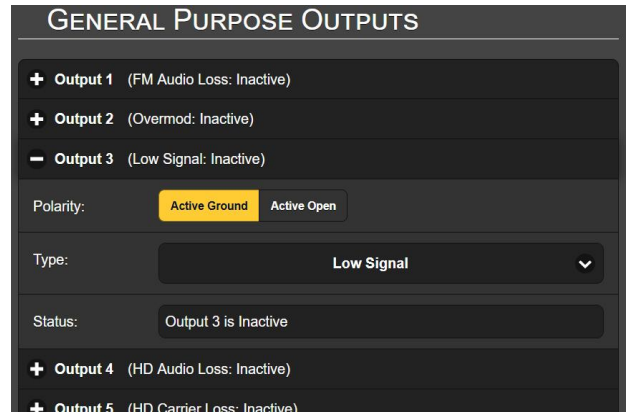 GENERAL PURPOSE OUTPUTS
Output 1 (FM Audio Loss: Inactive)
Output 2 (Overmod: Inactive)
Output 3 (Low Signal: Inactive)
Polarity: Active Ground Active Open
Type: Low Signal
Status: Output 3 is Inactive
Output 4 (HD Audio Loss: Inactive)
Output 5 (HD Carrier Loss: Inactive)